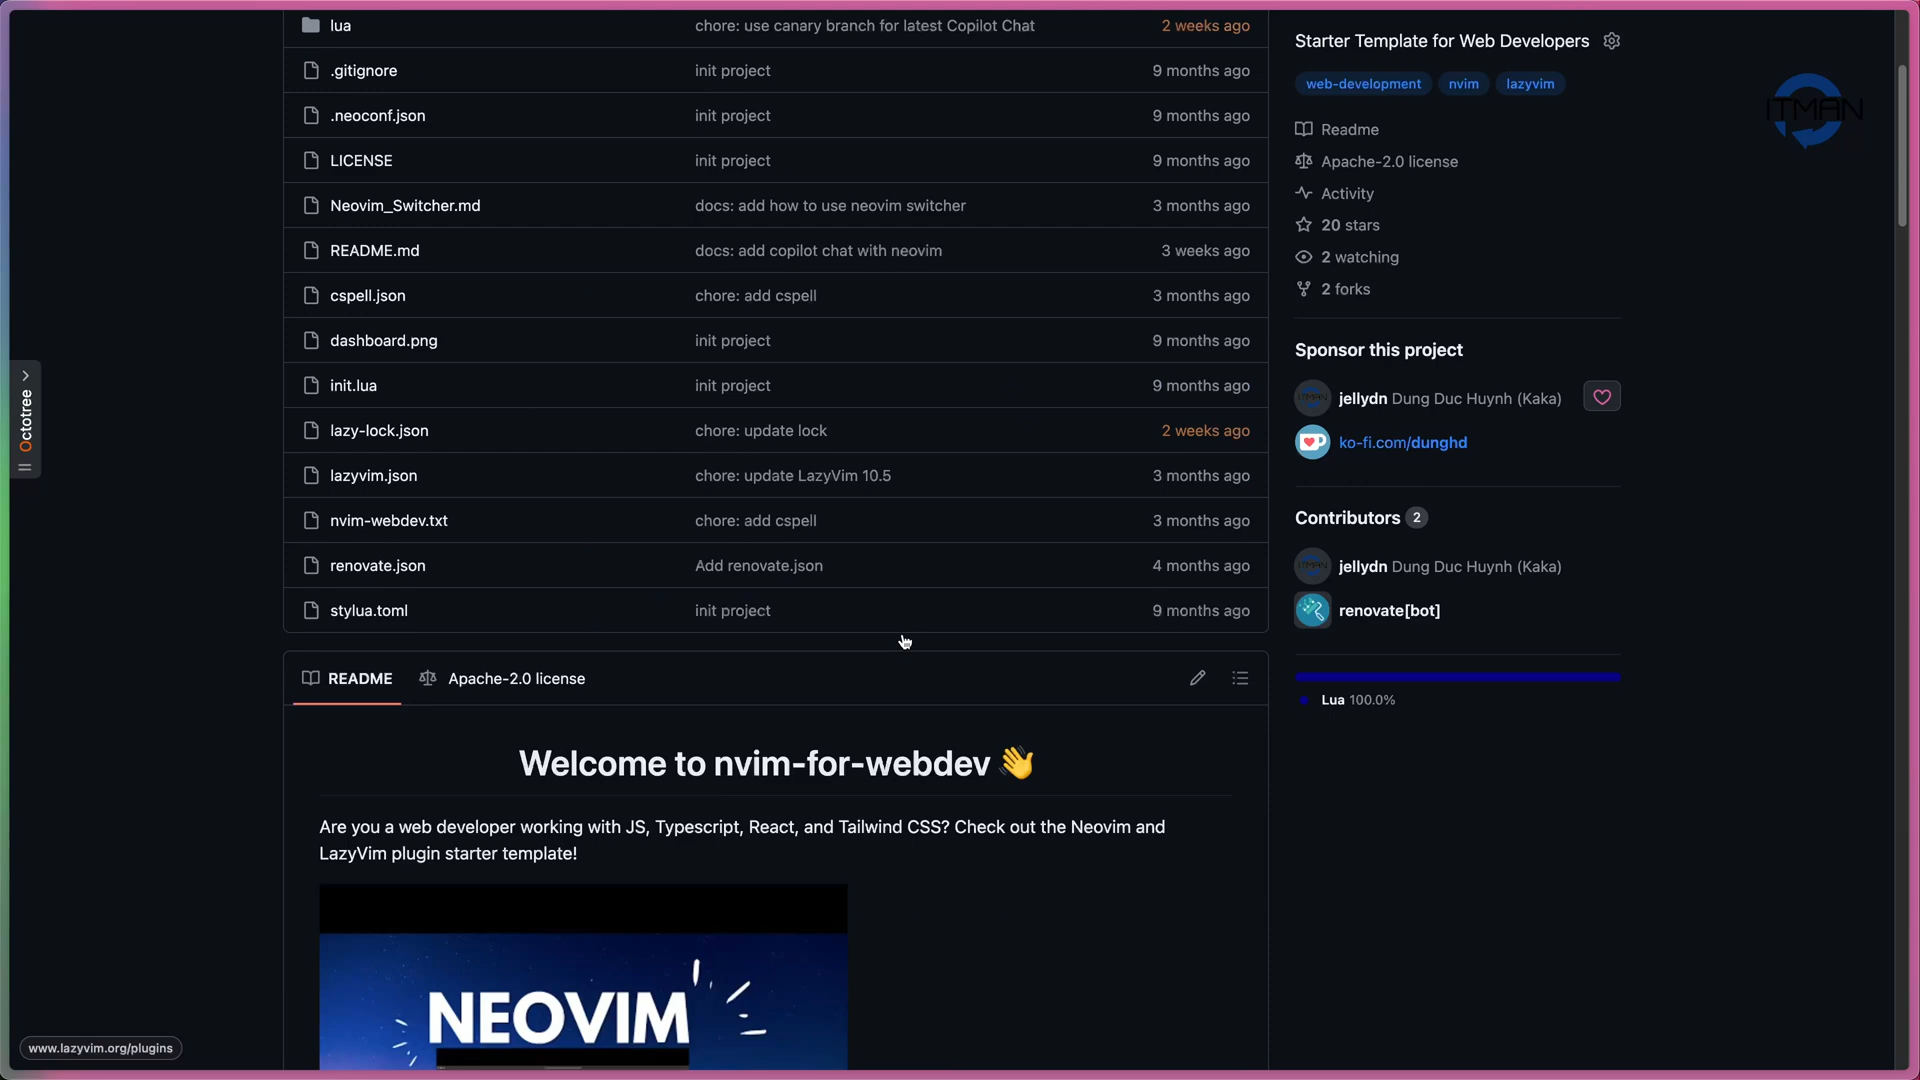 lua chore: use canary branch for latest Copilot Chat 2 weeks ago
.gitignore init project 9 months ago
.neoconf.json init project 9 months ago
LICENSE init project 9 months ago
Neovim_Switcher.md docs: add how to use neovim switcher 3 months ago
README.md docs: add copilot chat with neovim 3 weeks ago
cspell.json chore: add cspell 3 months ago
dashboard.png init project 9 months ago
init.lua init project 9 months ago
lazy-lock.json chore: update lock 2 weeks ago
lazyvim.json chore: update LazyVim 10.5 3 months ago
nvim-webdev.txt chore: add cspell 3 months ago
renovate.json Add renovate.json 4 months ago
stylua.toml init project 9 months ago
README Apache-2.0 license
Welcome to nvim-for-webdev 👋
Are you a web developer working with JS, Typescript, React, and Tailwind CSS? Check out the Neovim and
LazyVim plugin starter template!
NEOVIM
Starter Template for Web Developers
web-development nvim lazyvim
Readme
Apache-2.0 license
Activity
20 stars
2 watching
2 forks
Sponsor this project
ITMAN
jellydn Dung Duc Huynh (Kaka)
ko-fi.com/dunghd
Contributors 2
ITMAN
jellydn Dung Duc Huynh (Kaka)
renovate[bot]
Lua 100.0%
ITMAN
Octotree
www.lazyvim.org/plugins